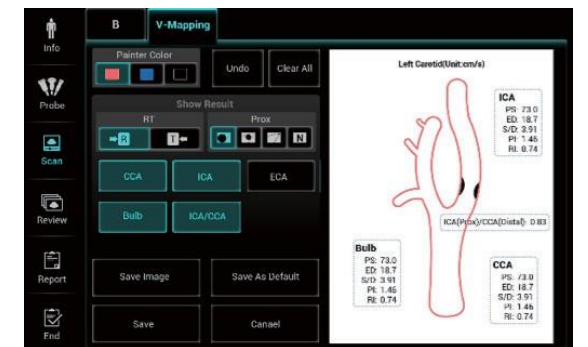 Info
Probe
Scan
Review
Report
End
B
V-Mapping
Painter Color
Undo
Clear All
Show Result
RT
Prox
R
T
N
CCA
ICA
ECA
Bulb
ICA/CCA
Save Image
Save As Default
Save
Canael
Left Caretid(Unit:cm/s)
ICA
PS: 73.0
ED: 18.7
S/D: 3.91
PI: 1.46
RI: 0.74
ICA(Prox)/CCA(Distal): 0.83
Bulb
PS: 73.0
ED: 18.7
S/D: 3.91
PI: 1.46
RI: 0.74
CCA
PS: 73.0
ED: 18.7
S/D: 3.91
PI: 1.46
RI: 0.74